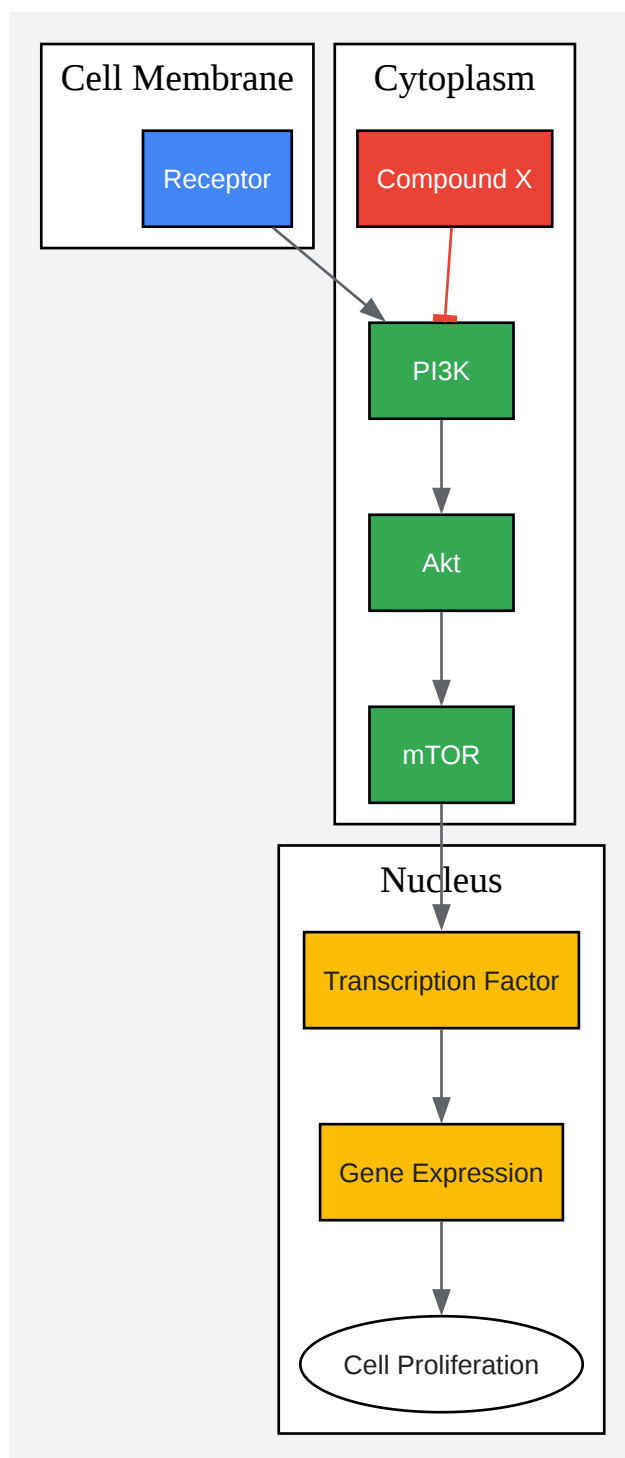 Cell Membrane
Cytoplasm
Receptor
Compound X
PI3K
Akt
mTOR
Nucleus
Transcription Factor
Gene Expression
Cell Proliferation